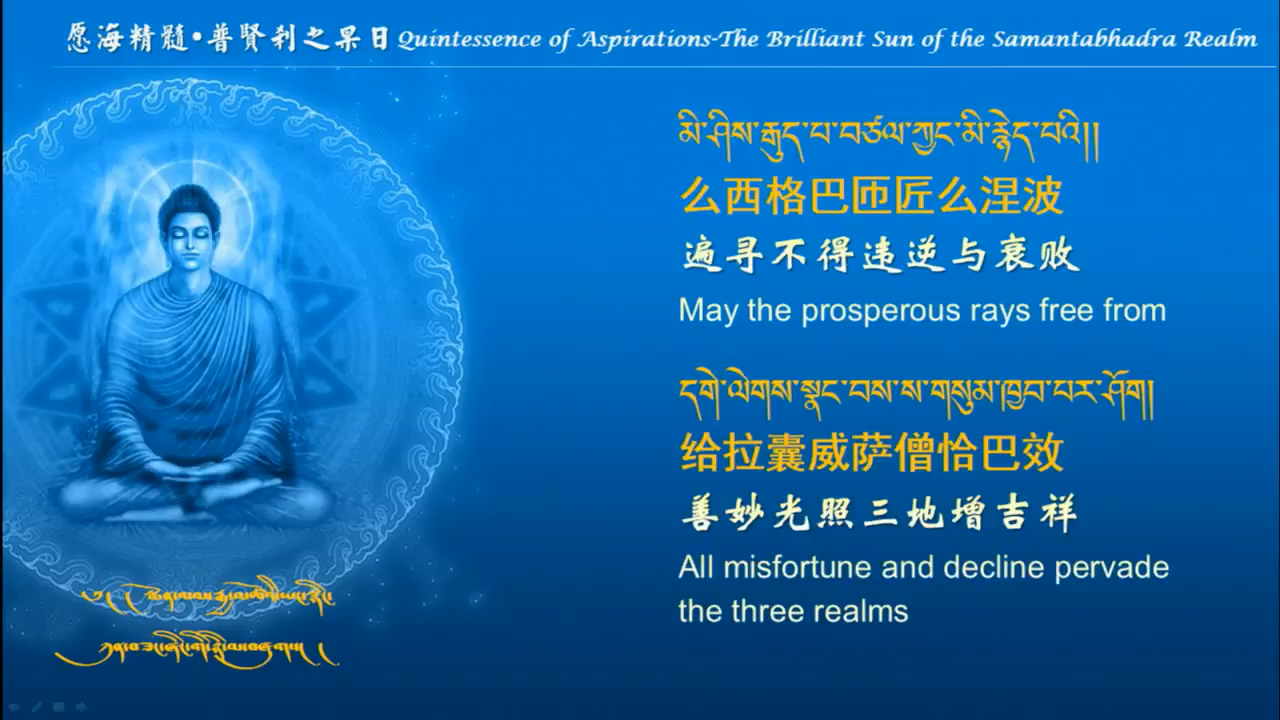 愿海精髓•普賢刹之杲日 Quintessence of Aspirations-The Brilliant Sun of the Samantabhadra Realm
མི་ཤིས་རྒུད་པ་བཙལ་ཀྱང་མི་རྙེད་པའི།།
么西格巴匝匠么涅波
遍寻不得违逆与衰败
May the prosperous rays free from
དགེ་ལེགས་སྣང་བས་ས་གསུམ་ཁྱབ་པར་ཤོག།
给拉囊威萨僧恰巴效
善妙光照三地增吉祥
All misfortune and decline pervade
the three realms